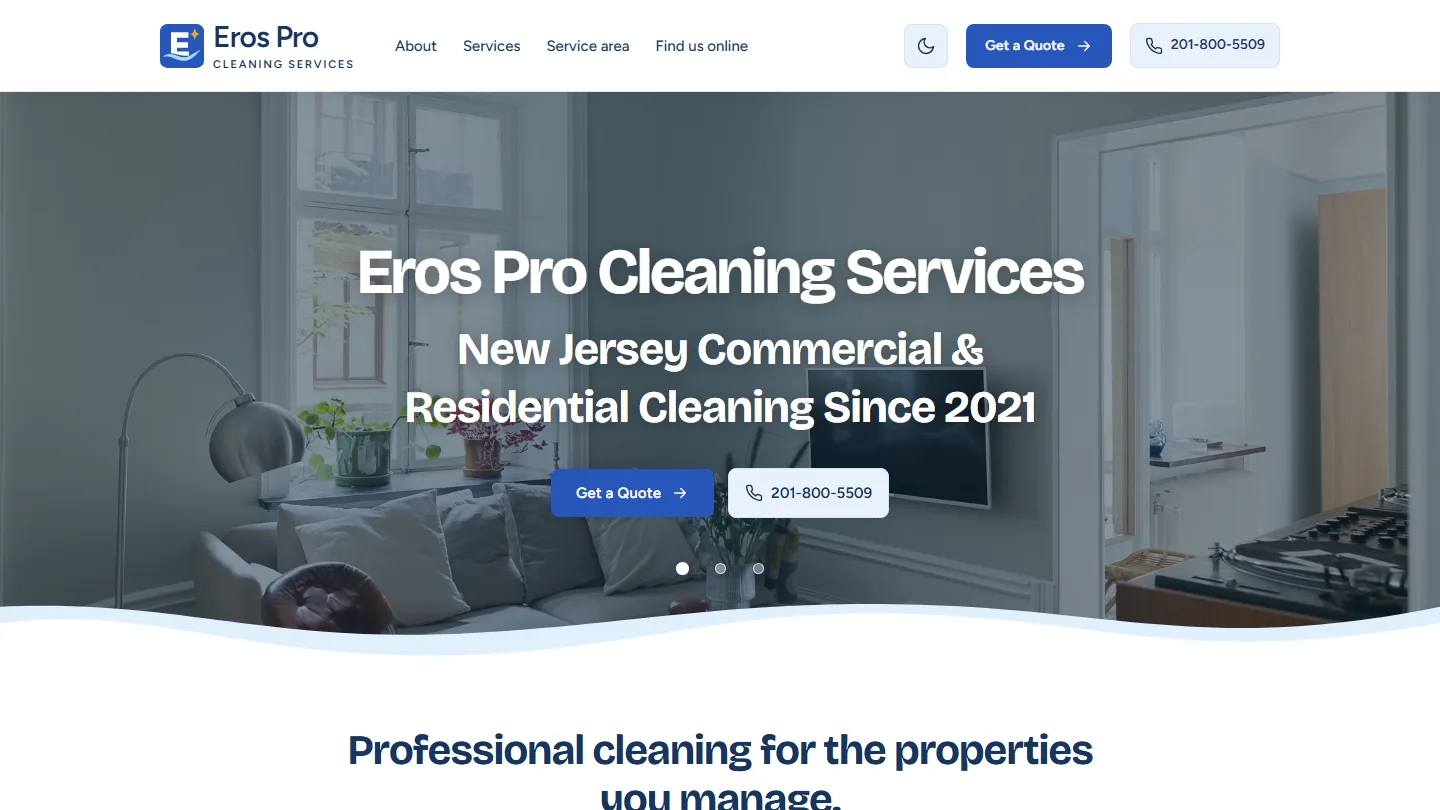 Eros Pro
CLEANING SERVICES
About
Services
Service area
Find us online
Get a Quote
201-800-5509
Eros Pro Cleaning Services
New Jersey Commercial &
Residential Cleaning Since 2021
Get a Quote
201-800-5509
Professional cleaning for the properties
you manage.